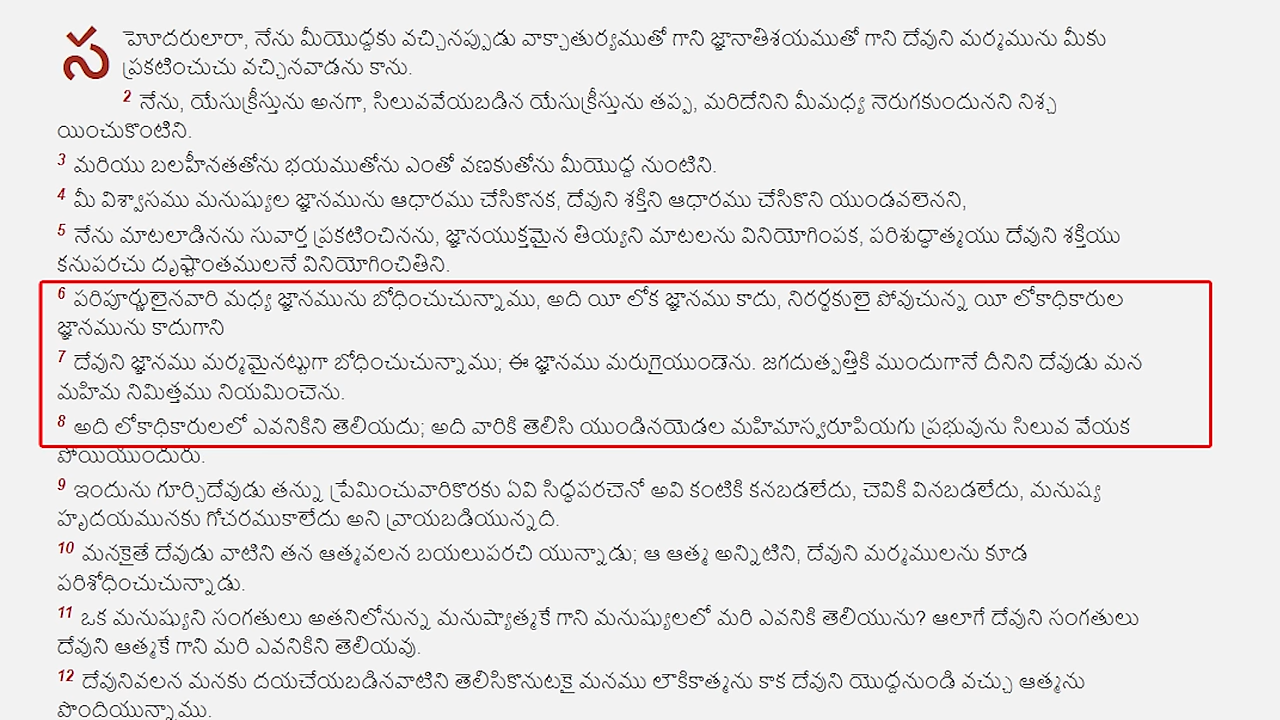 సహోదరులారా, నేను మీయొద్దకు వచ్చినప్పుడు వాక్చాతుర్యముతో గాని జ్ఞానాతిశయముతో గాని దేవుని మర్మమును మీకు
ప్రకటించుచు వచ్చినవాడను కాను.
2 నేను, యేసుక్రీస్తును అనగా, సిలువవేయబడిన యేసుక్రీస్తును తప్ప, మరిదేనిని మీమధ్య నెరుగకుందునని నిశ్చ
యించుకొంటిని.
3 మరియు బలహీనతతోను భయముతోను ఎంతో వణకుతోను మీయొద్ద నుంటిని.
4 మీ విశ్వాసము మనుష్యుల జ్ఞానమును ఆధారము చేసికొనక, దేవుని శక్తిని ఆధారము చేసికొని యుండవలెనని,
5 నేను మాటలాడినను సువార్త ప్రకటించినను, జ్ఞానయుక్తమైన తియ్యని మాటలను వినియోగింపక, పరిశుద్ధాత్మయు దేవుని శక్తియు
కనుపరచు దృష్టాంతములనే వినియోగించితిని.
6 పరిపూర్ణులైనవారి మధ్య జ్ఞానమును బోధించుచున్నాము, అది యీ లోక జ్ఞానము కాదు, నిరర్థకులై పోవుచున్న యీ లోకాధికారుల
జ్ఞానమును కాదుగాని
7 దేవుని జ్ఞానము మర్మమైనట్టుగా బోధించుచున్నాము; ఈ జ్ఞానము మరుగైయుండెను. జగదుత్పత్తికి ముందుగానే దీనిని దేవుడు మన
మహిమ నిమిత్తము నియమించెను.
8 అది లోకాధికారులలో ఎవనికిని తెలియదు; అది వారికి తెలిసి యుండినయెడల మహిమాస్వరూపియగు ప్రభువును సిలువ వేయక
పోయియుందురు.
9 ఇందును గూర్చిదేవుడు తన్ను ప్రేమించువారికొరకు ఏవి సిద్ధపరచెనో అవి కంటికి కనబడలేదు, చెవికి వినబడలేదు, మనుష్య
హృదయమునకు గోచరముకాలేదు అని వ్రాయబడియున్నది.
10 మనకైతే దేవుడు వాటిని తన ఆత్మవలన బయలుపరచి యున్నాడు; ఆ ఆత్మ అన్నిటిని, దేవుని మర్మములను కూడ
పరిశోధించుచున్నాడు.
11 ఒక మనుష్యుని సంగతులు అతనిలోనున్న మనుష్యాత్మకే గాని మనుష్యులలో మరి ఎవనికి తెలియును? ఆలాగే దేవుని సంగతులు
దేవుని ఆత్మకే గాని మరి ఎవనికిని తెలియవు.
12 దేవునివలన మనకు దయచేయబడినవాటిని తెలిసికొనుటకై మనము లౌకికాత్మను కాక దేవుని యొద్దనుండి వచ్చు ఆత్మను
పొందియున్నాము.